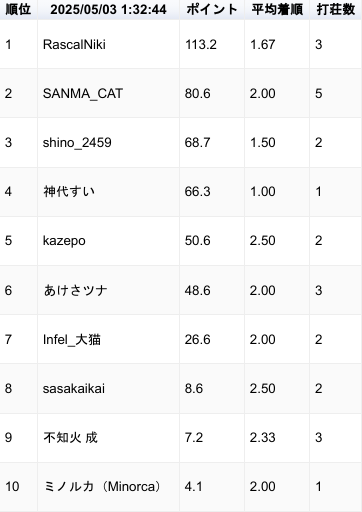 順位 2025/05/03 1:32:44 ポイント 平均着順 打荘数
1 RascalNiki 113.2 1.67 3
2 SANMA_CAT 80.6 2.00 5
3 shino_2459 68.7 1.50 2
4 神代すい 66.3 1.00 1
5 kazepo 50.6 2.50 2
6 あけさツナ 48.6 2.00 3
7 Infel_大猫 26.6 2.00 2
8 sasakaikai 8.6 2.50 2
9 不知火 成 7.2 2.33 3
10 ミノルカ（Minorca） 4.1 2.00 1